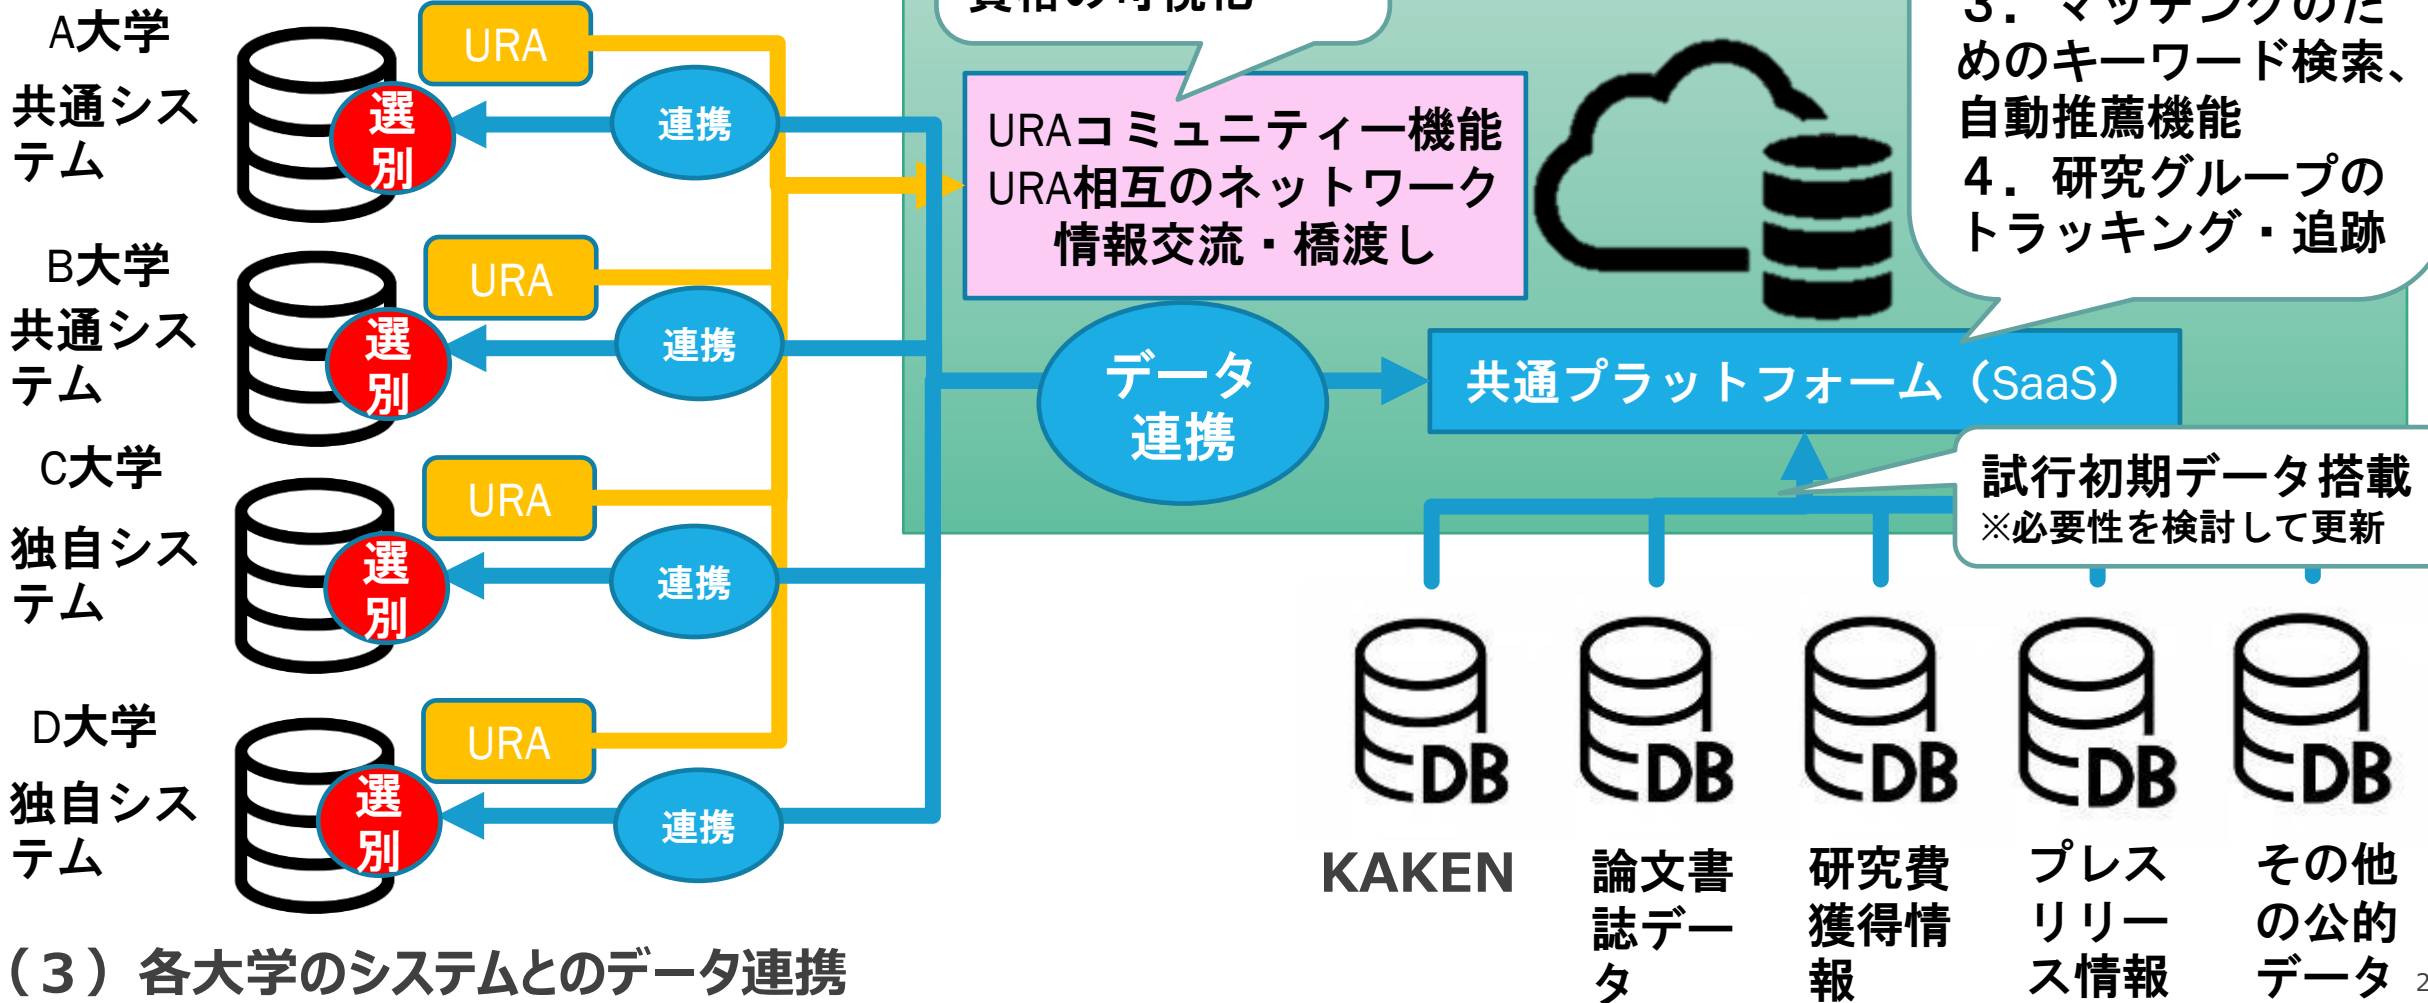 A大学
共通シス
テム
選
別
URA
連携
B大学
共通シス
テム
選
別
URA
連携
C大学
独自シス
テム
選
別
URA
連携
D大学
独自シス
テム
選
別
URA
連携
（3）各大学のシステムとのデータ連携
URAコミュニティー機能
URA相互のネットワーク
情報交流・橋渡し
3．マッチングのた
めのキーワード検索、
自動推薦機能
4．研究グループの
トラッキング・追跡
データ
連携
共通プラットフォーム（SaaS）
試行初期データ搭載
※必要性を検討して更新
DB
DB
DB
DB
DB
KAKEN
論文書
誌デー
タ
研究費
獲得情
報
プレス
リリー
ス情報
その他
の公的
データ